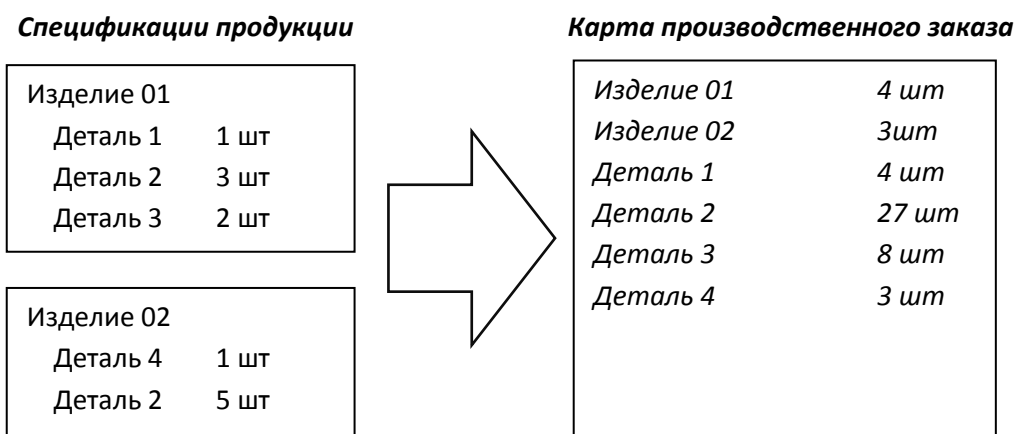 Спецификации продукции
Изделие 01
Деталь 1 1 шт
Деталь 2 3 шт
Деталь 3 2 шт
Изделие 02
Деталь 4 1 шт
Деталь 2 5 шт
Карта производственного заказа
Изделие 01 4 шт
Изделие 02 3шт
Деталь 1 4 шт
Деталь 2 27 шт
Деталь 3 8 шт
Деталь 4 3 шт